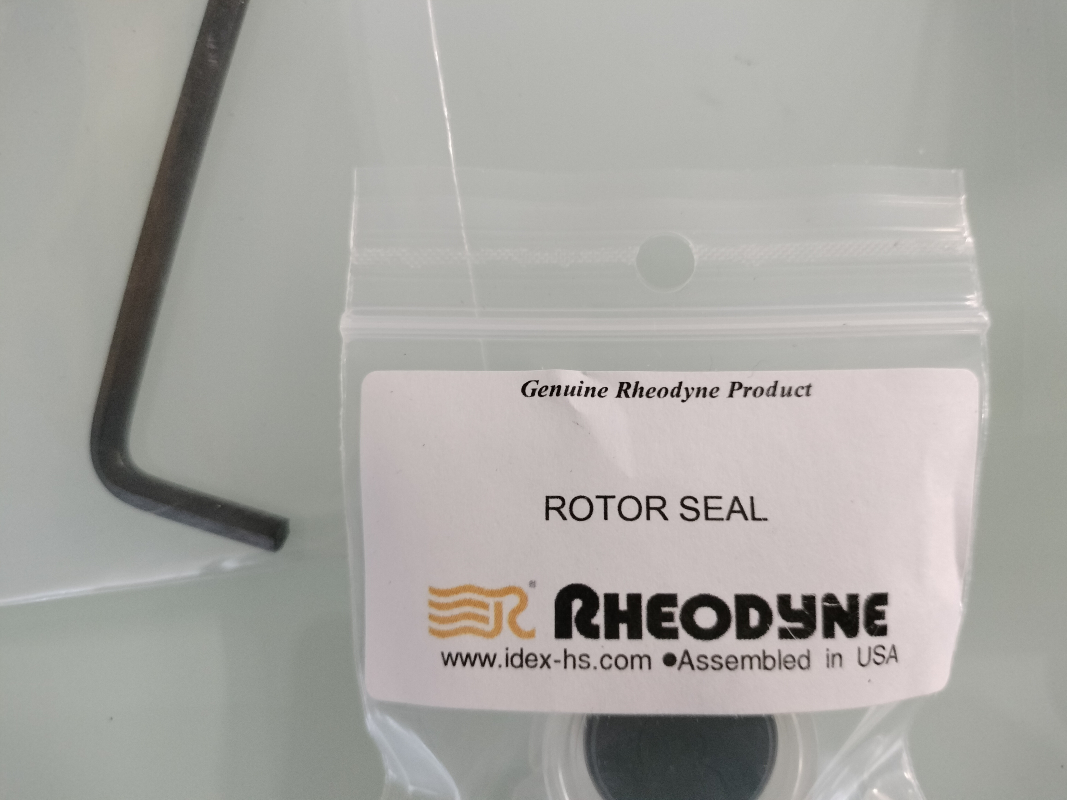 Genuine Rheodyne Product
ROTOR SEAL
R® RHEODYNE
www.idex-hs.com ●Assembled in USA